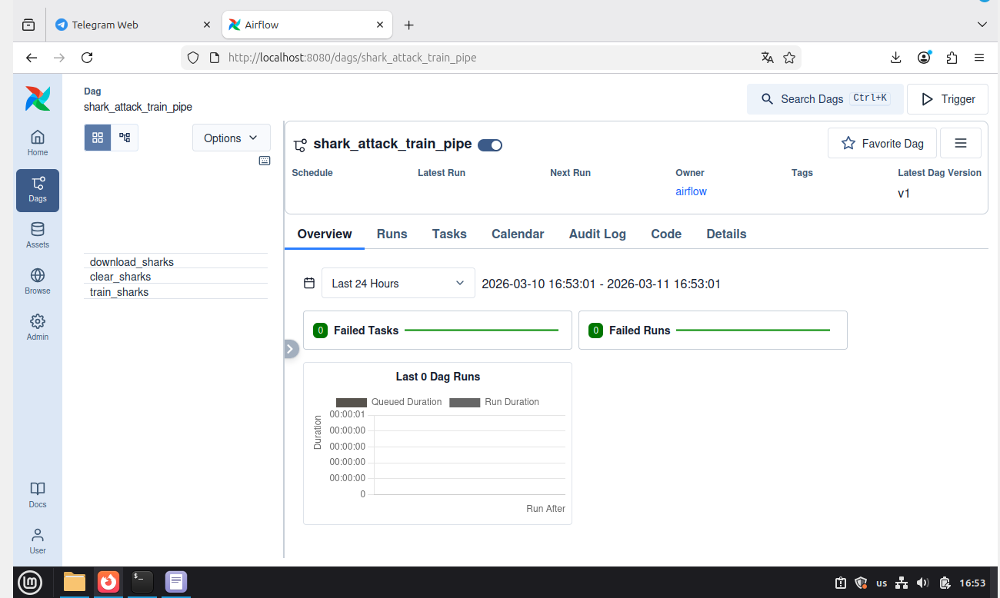 Telegram Web
Airflow
http://localhost:8080/dags/shark_attack_train_pipe
Dag
shark_attack_train_pipe
Search Dags Ctrl+K
Trigger
Home
Dags
Assets
Browse
Admin
Docs
User
Options
download_sharks
clear_sharks
train_sharks
shark_attack_train_pipe
Favorite Dag
Schedule Latest Run Next Run Owner Tags Latest Dag Version
airflow v1
Overview Runs Tasks Calendar Audit Log Code Details
Last 24 Hours 2026-03-10 16:53:01 - 2026-03-11 16:53:01
0 Failed Tasks
0 Failed Runs
Last 0 Dag Runs
Queued Duration Run Duration
Duration
00:00:01
00:00:00
00:00:00
00:00:00
00:00:00
0
Run After
$_
us
16:53